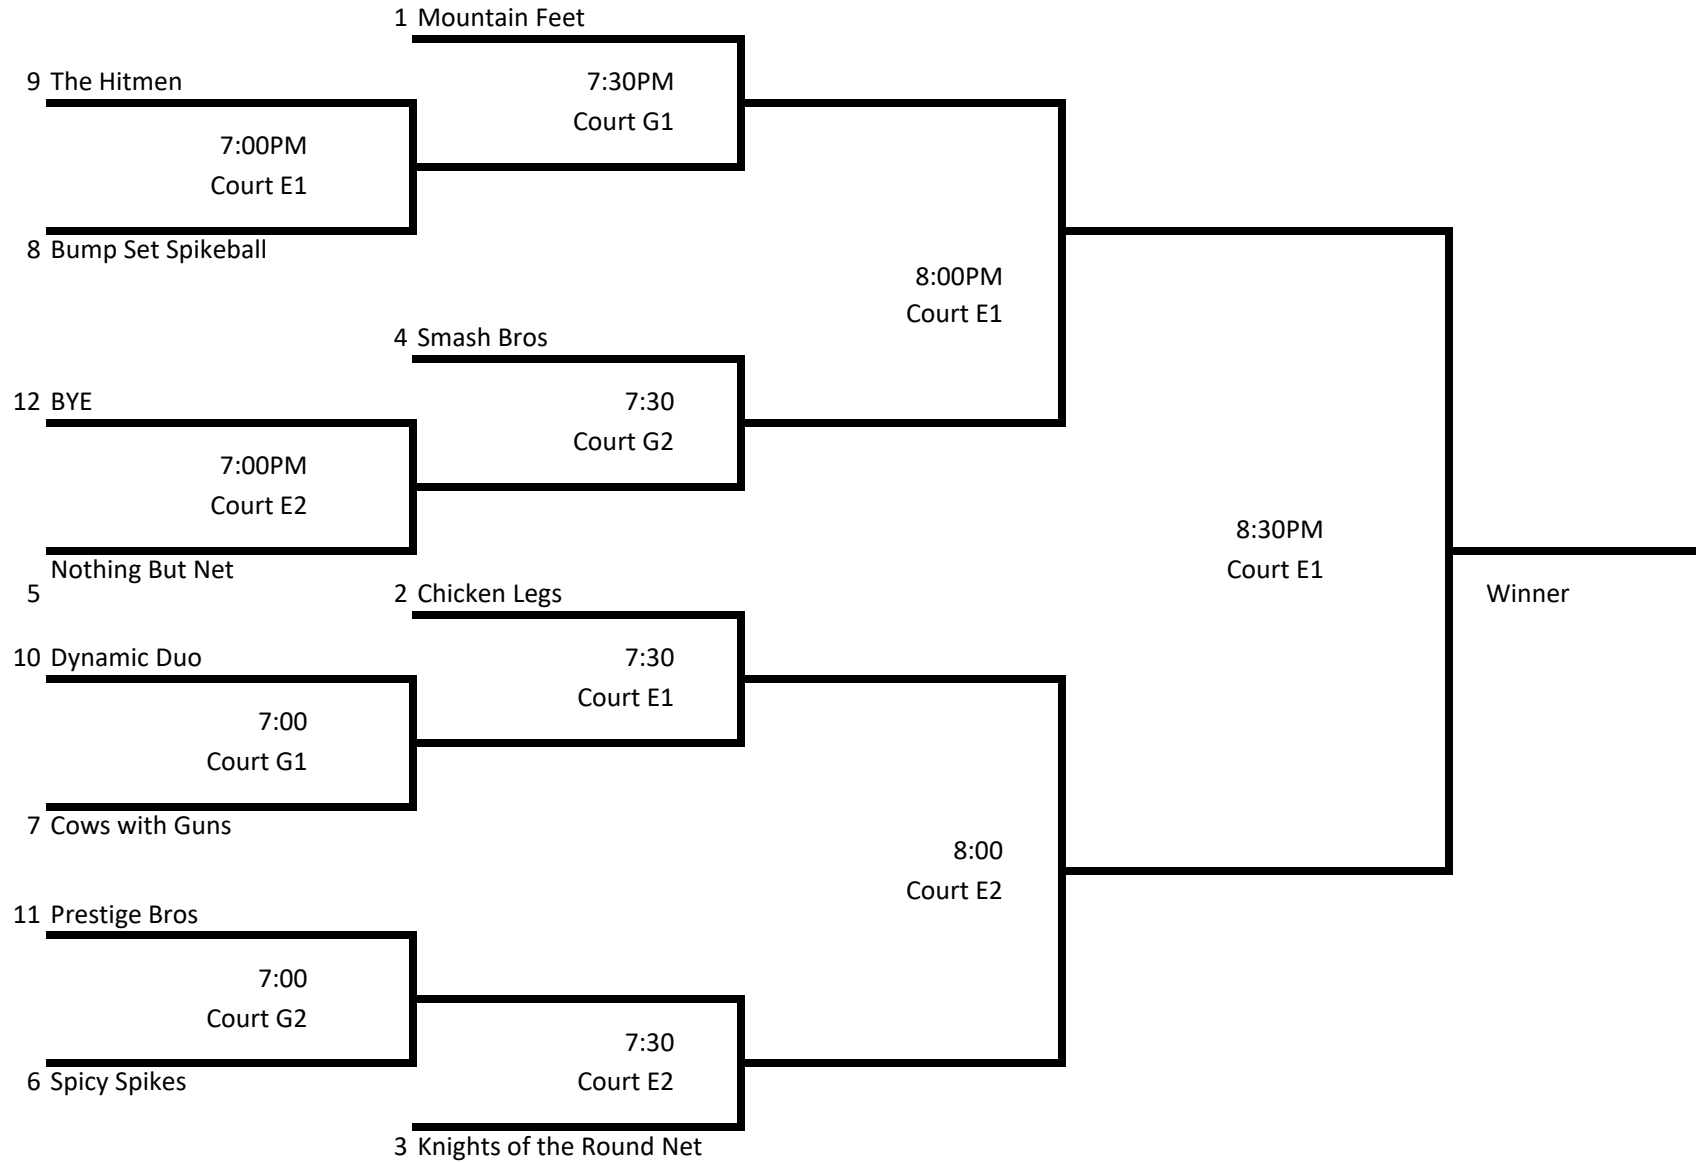 1 Mountain Feet
9 The Hitmen
7:30PM
Court G1
7:00PM
Court E1
8 Bump Set Spikeball
8:00PM
Court E1
4 Smash Bros
12 BYE
7:30
Court G2
7:00PM
Court E2
8:30PM
Court E1
Nothing But Net
5
2 Chicken Legs
Winner
10 Dynamic Duo
7:30
Court E1
7:00
Court G1
7 Cows with Guns
8:00
Court E2
11 Prestige Bros
7:00
Court G2
7:30
Court E2
6 Spicy Spikes
3 Knights of the Round Net